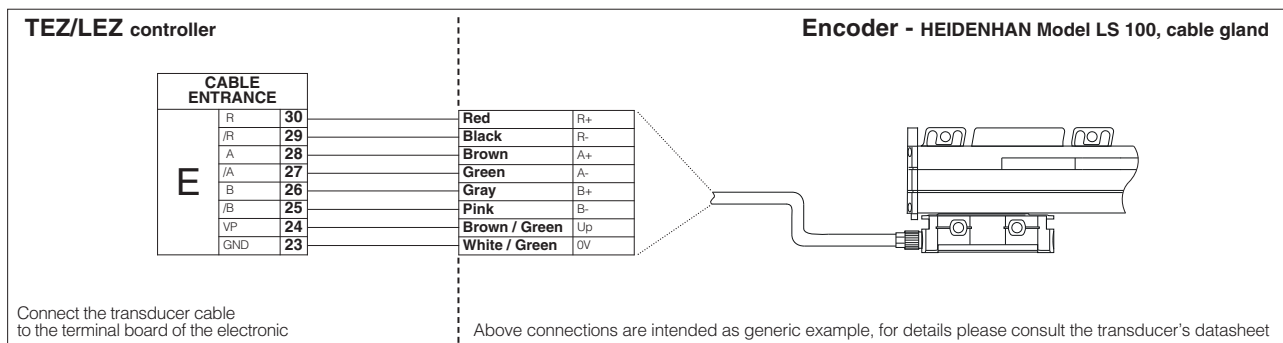 TEZ/LEZ controller
Encoder - HEIDENHAN Model LS 100, cable gland
CABLE
ENTRANCE
E
R 30 Red R+
/R 29 Black R-
A 28 Brown A+
/A 27 Green A-
B 26 Gray B+
/B 25 Pink B-
VP 24 Brown / Green Up
GND 23 White / Green 0V
Connect the transducer cable
to the terminal board of the electronic
Above connections are intended as generic example, for details please consult the transducer's datasheet